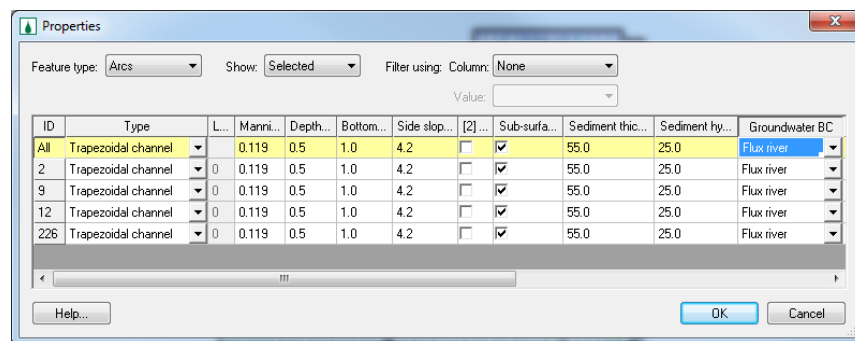 Properties
Feature type: Arcs Show: Selected Filter using: Column: None
Value:
ID Type L... Manni... Depth... Bottom... Side slop... [2] ... Sub-surfa... Sediment thic... Sediment hy... Groundwater BC
All Trapezoidal channel 0.119 0.5 1.0 4.2 55.0 25.0 Flux river
2 Trapezoidal channel 0 0.119 0.5 1.0 4.2 55.0 25.0 Flux river
9 Trapezoidal channel 0 0.119 0.5 1.0 4.2 55.0 25.0 Flux river
12 Trapezoidal channel 0 0.119 0.5 1.0 4.2 55.0 25.0 Flux river
226 Trapezoidal channel 0 0.119 0.5 1.0 4.2 55.0 25.0 Flux river
Help... OK Cancel